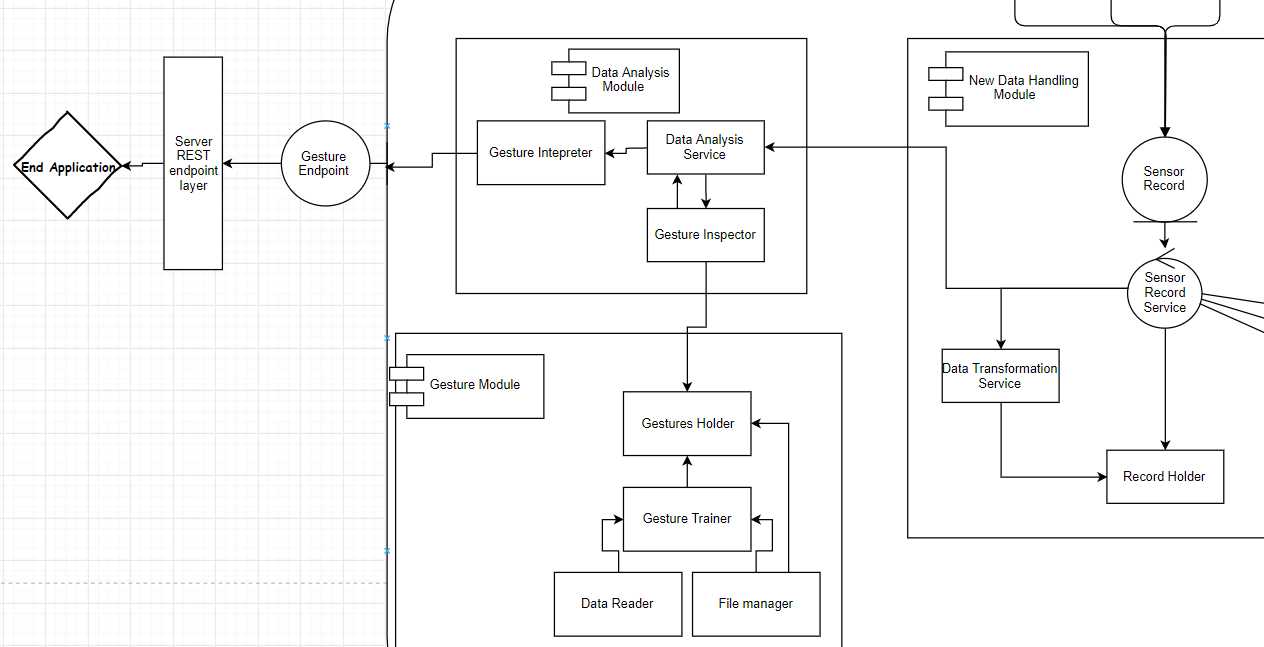 Data Analysis
Module
New Data Handling
Module
End Application
Server
REST
endpoint
layer
Gesture
Endpoint
Gesture Intepreter
Data Analysis
Service
Gesture Inspector
Sensor
Record
Sensor
Record
Service
Data Transformation
Service
Record Holder
Gesture Module
Gestures Holder
Gesture Trainer
Data Reader
File manager